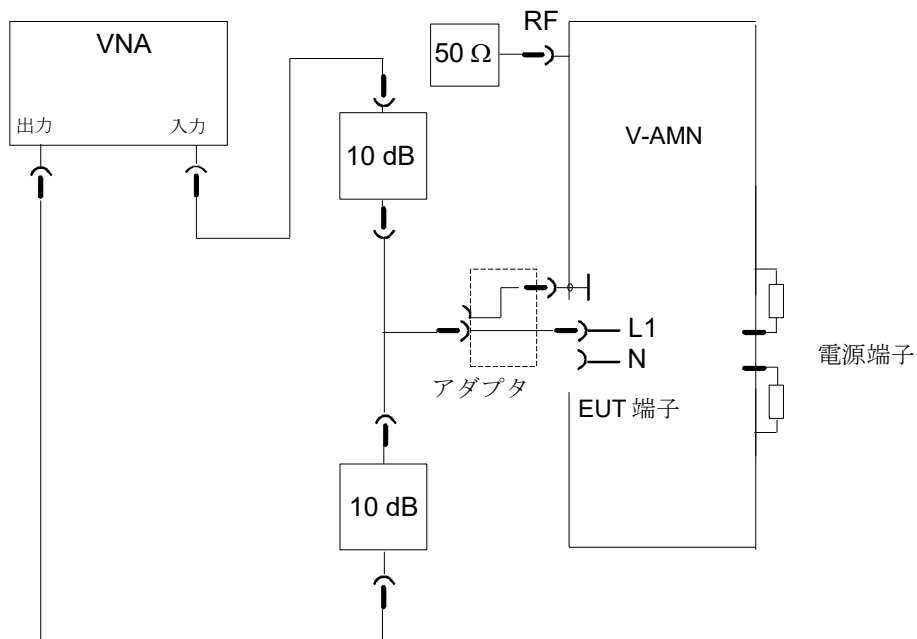 VNA
出力
入力
RF
50 Ω
10 dB
V-AMN
L1
N
アダプタ
EUT 端子
電源端子
10 dB